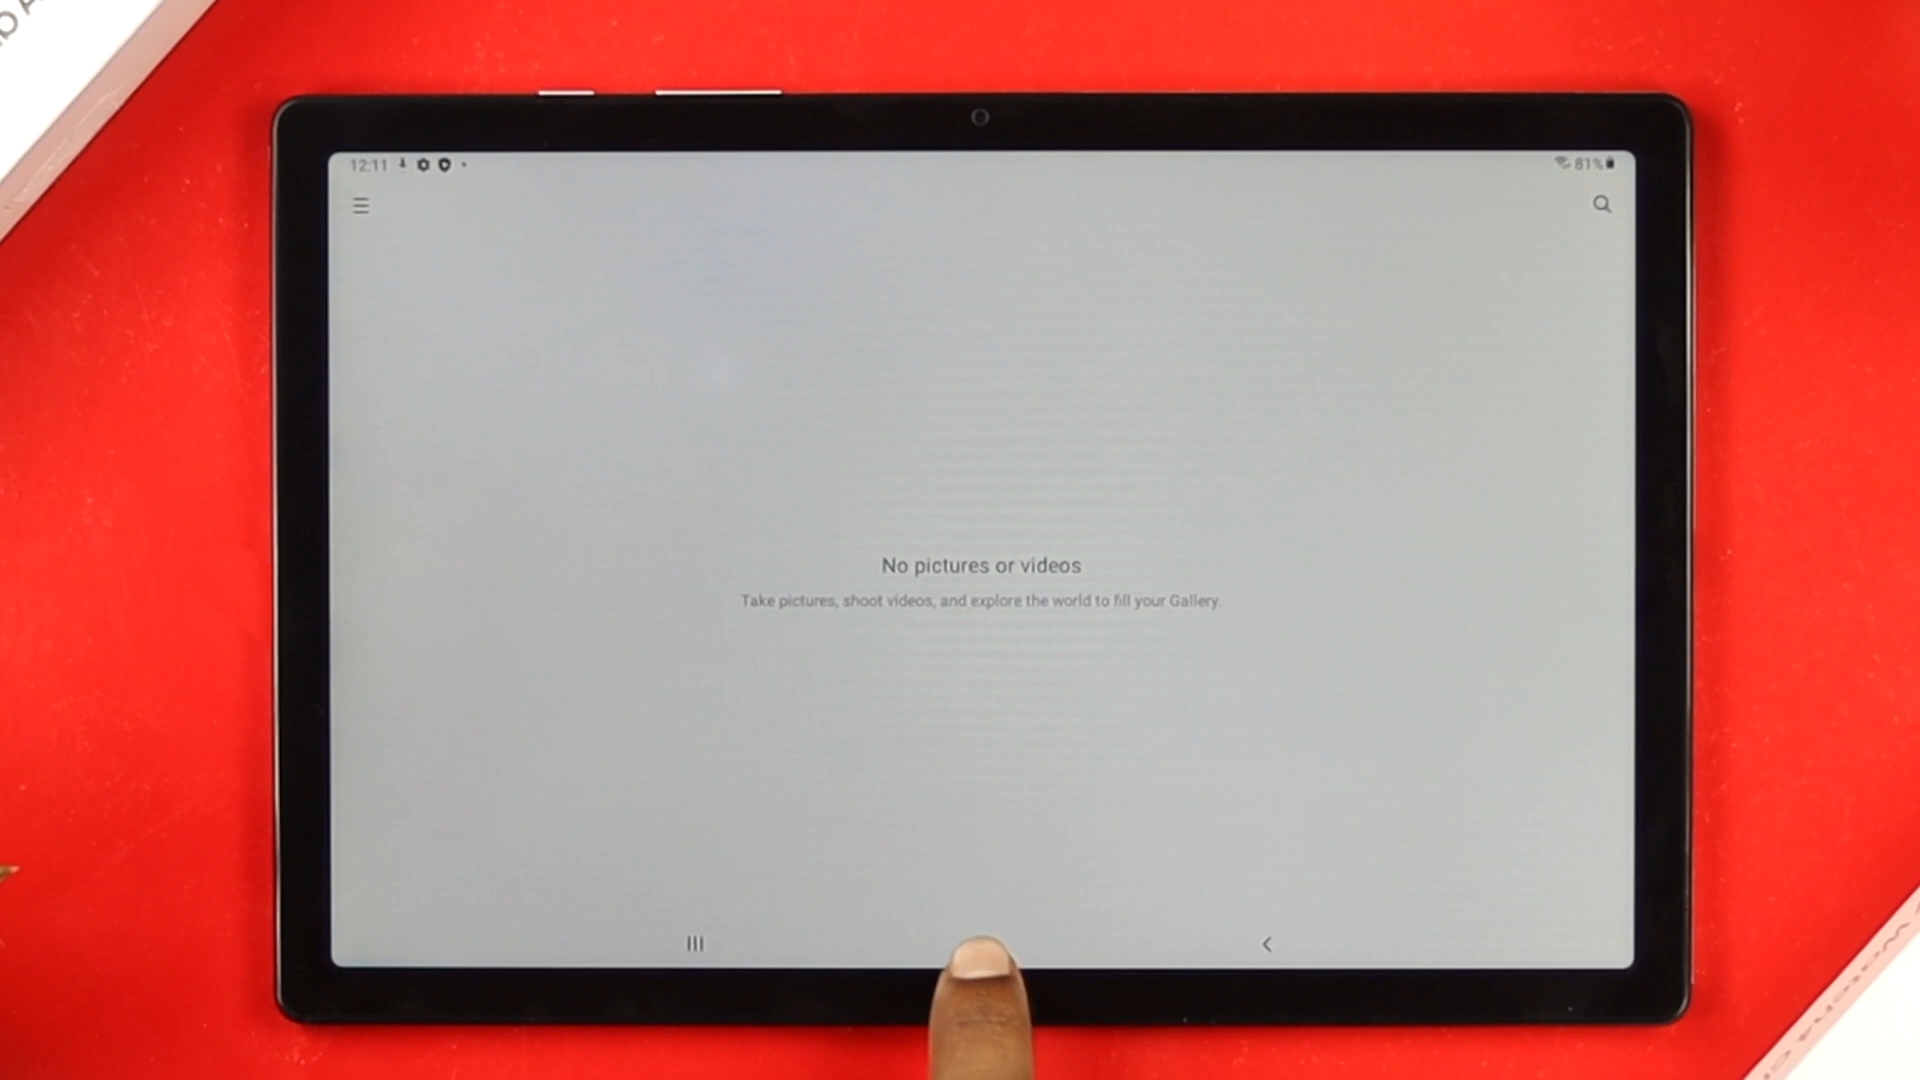 12:11
81%
No pictures or videos
Take pictures, shoot videos, and explore the world to fill your Gallery.